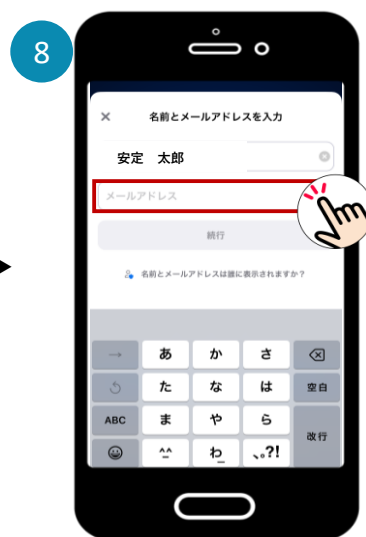 8
名前とメールアドレスを入力
安定 太郎
メールアドレス
続行
名前とメールアドレスは誰に表示されますか？
→ あ か さ
た な は 空白
ABC ま や ら
改行
^^ わ_ 、。?!